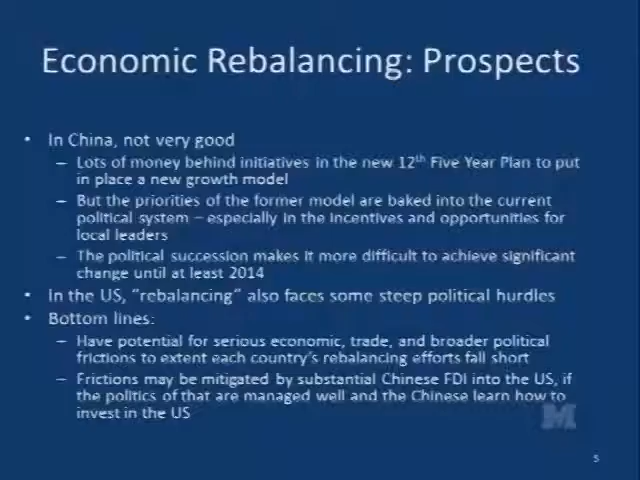 Economic Rebalancing: Prospects
• In China, not very good
– Lots of money behind initiatives in the new 12th Five Year Plan to put
in place a new growth model
– But the priorities of the former model are baked into the current
political system – especially in the incentives and opportunities for
local leaders
– The political succession makes it more difficult to achieve significant
change until at least 2014
• In the US, "rebalancing" also faces some steep political hurdles
• Bottom lines:
– Have potential for serious economic, trade, and broader political
frictions to extent each country's rebalancing efforts fall short
– Frictions may be mitigated by substantial Chinese FDI into the US, if
the politics of that are managed well and the Chinese learn how to
invest in the US
M
5